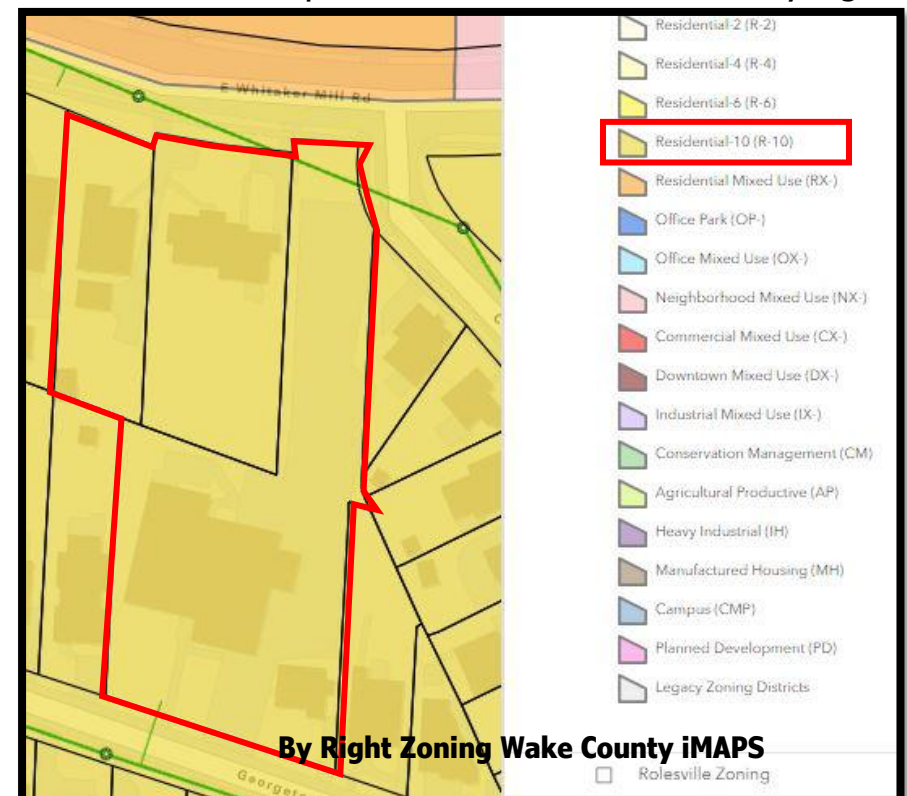 E Whitaker Mill Rd
Residential-2 (R-2)
Residential-4 (R-4)
Residential-6 (R-6)
Residential-10 (R-10)
Residential Mixed Use (RX-)
Office Park (OP-)
Office Mixed Use (OX-)
Neighborhood Mixed Use (NX-)
Commercial Mixed Use (CX-)
Downtown Mixed Use (DX-)
Industrial Mixed Use (IX-)
Conservation Management (CM)
Agricultural Productive (AP)
Heavy Industrial (IH)
Manufactured Housing (MH)
Campus (CMP)
Planned Development (PD)
Legacy Zoning Districts
By Right Zoning Wake County iMAPS
Rolesville Zoning